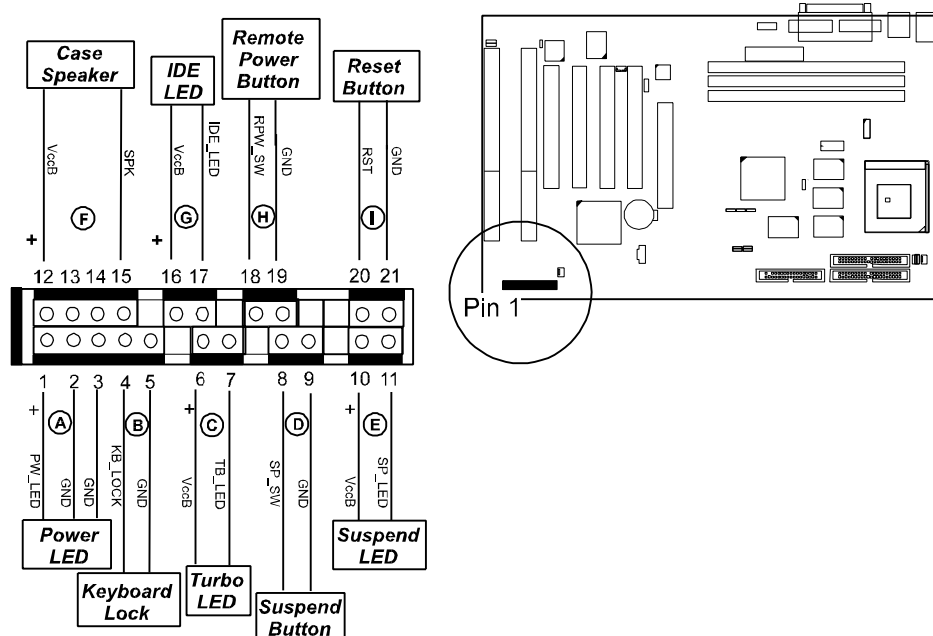 Case
Speaker
IDE
LED
Remote
Power
Button
Reset
Button
VccB
SPK
VccB
IDE_LED
RPW_SW
GND
RST
GND
F
G
H
I
+
+
12 13 14 15 16 17 18 19 20 21
1 2 3 4 5 6 7 8 9 10 11
+
+
+
A
B
C
D
E
PW_LED
GND
GND
KB_LOCK
GND
VccB
TB_LED
SP_SW
GND
VccB
SP_LED
Power
LED
Keyboard
Lock
Turbo
LED
Suspend
Button
Suspend
LED
Pin 1